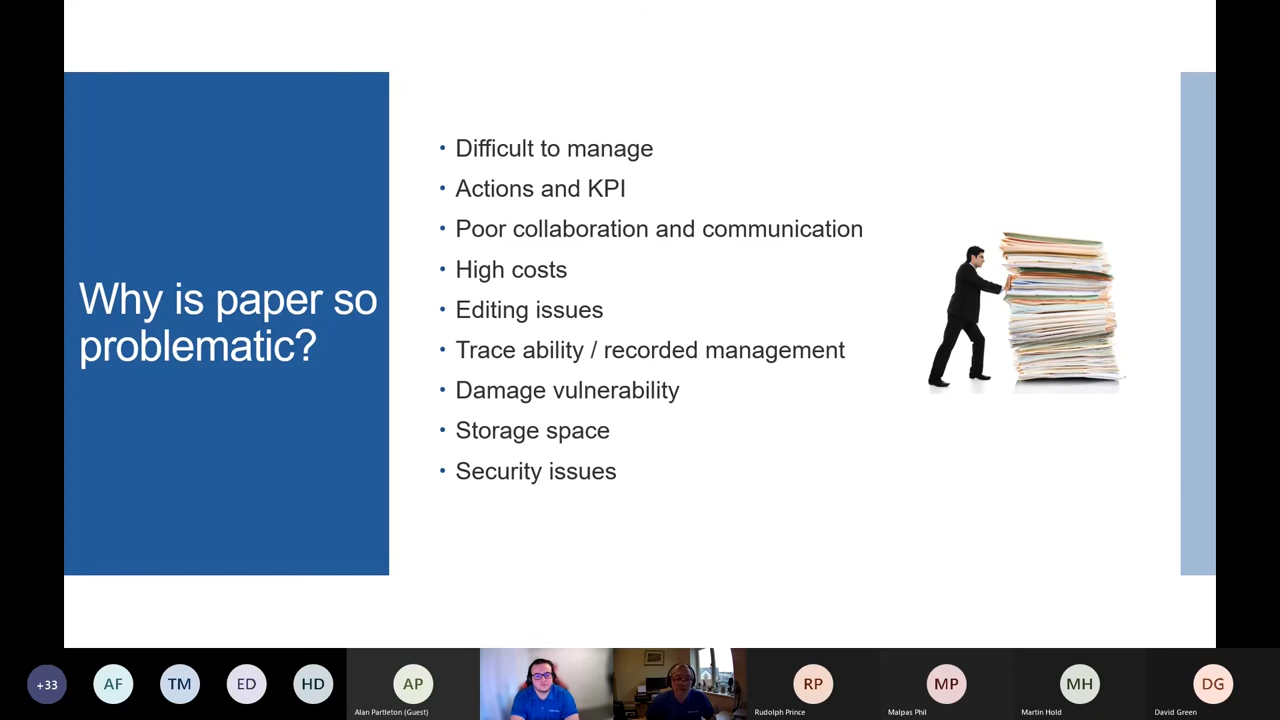 Why is paper so
problematic?
• Difficult to manage
• Actions and KPI
• Poor collaboration and communication
• High costs
• Editing issues
• Trace ability / recorded management
• Damage vulnerability
• Storage space
• Security issues
+33
AF
TM
ED
HD
AP
Alan Partleton (Guest)
RP
Rudolph Prince
MP
Malpas Phil
MH
Martin Hold
DG
David Green